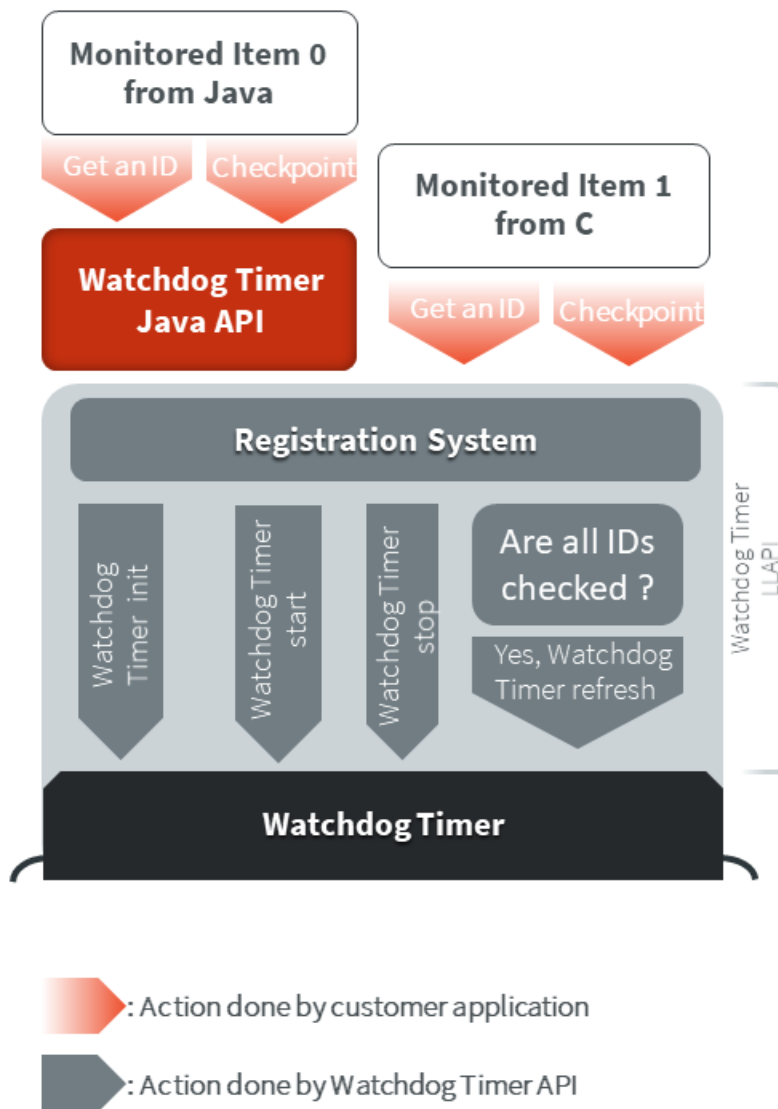 Monitored Item 0
from Java
Get an ID
Checkpoint
Monitored Item 1
from C
Watchdog Timer
Java API
Get an ID
Checkpoint
Registration System
Watchdog
Timer init
Watchdog Timer
start
Watchdog Timer
stop
Are all IDs
checked ?
Yes, Watchdog
Timer refresh
Watchdog Timer
LLAPI
Watchdog Timer
: Action done by customer application
: Action done by Watchdog Timer API